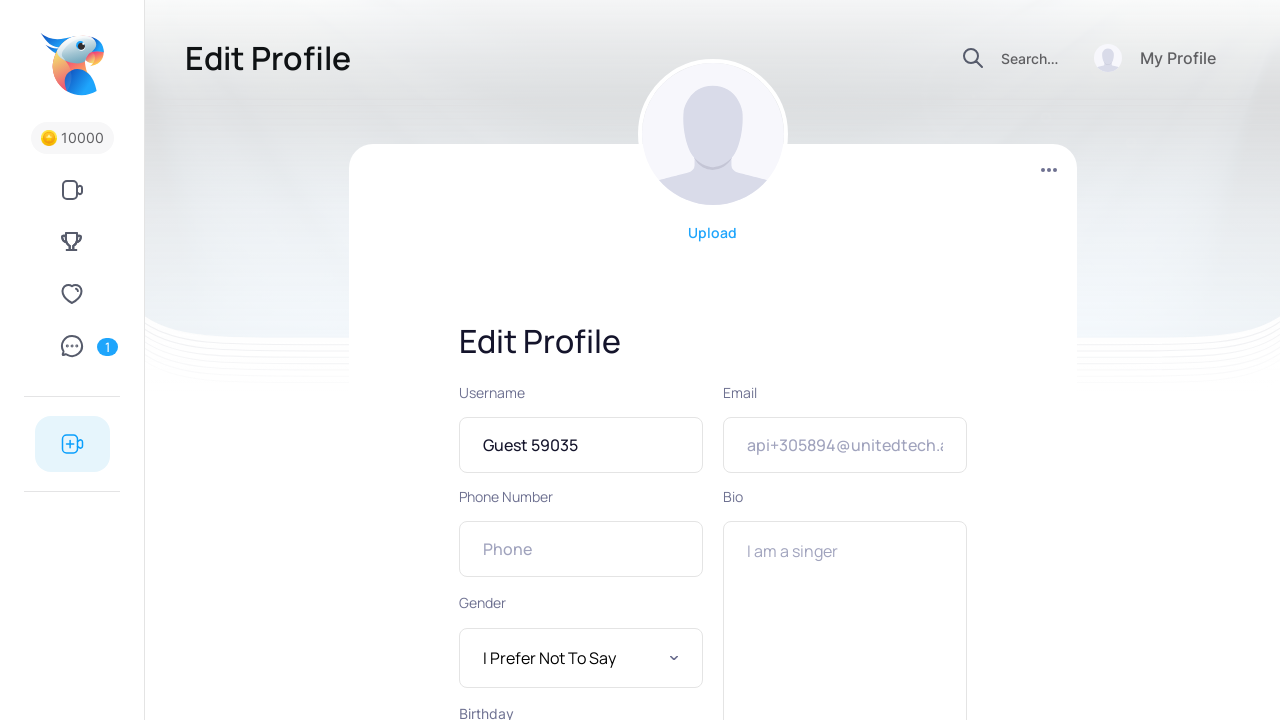 Edit Profile
Search...
My Profile
10000
Upload
1
Edit Profile
Username
Email
Guest 59035
api+305894@unitedtech.a
Phone Number
Bio
Phone
I am a singer
Gender
I Prefer Not To Say
Birthday